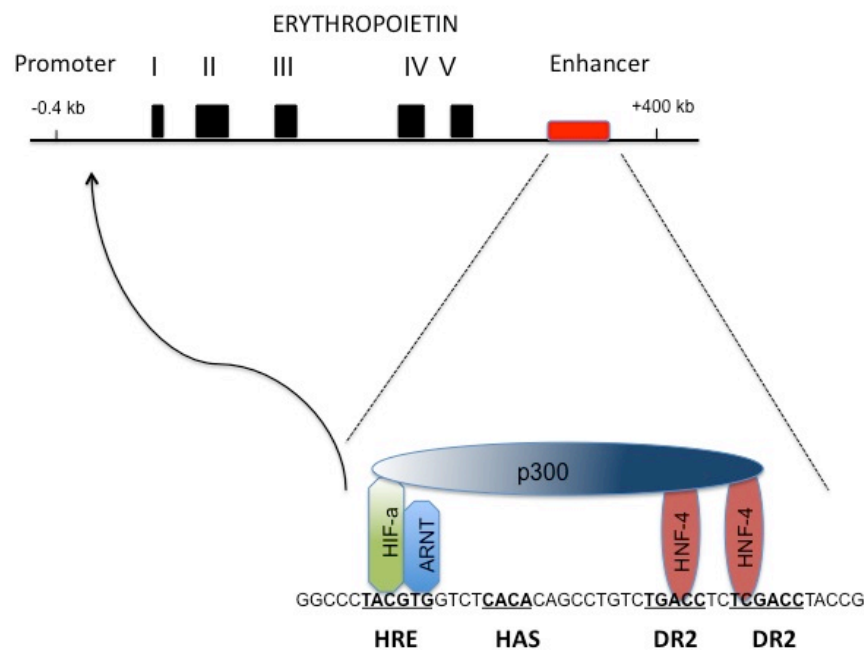 ERYTHROPOIETIN
Promoter I II III IV V Enhancer
-0.4 kb +400 kb
p300
HIF-a ARNT HNF-4 HNF-4
GGCCCTACGTGGTCTCACACAGCCTGTCTGACCTCTCGACCTACCG
HRE HAS DR2 DR2